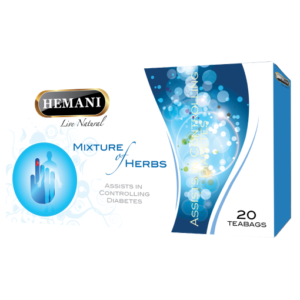 HEMANI
Live Natural
MIXTURE
of
HERBS
ASSISTS IN
CONTROLLING
DIABETES
20
TEABAGS